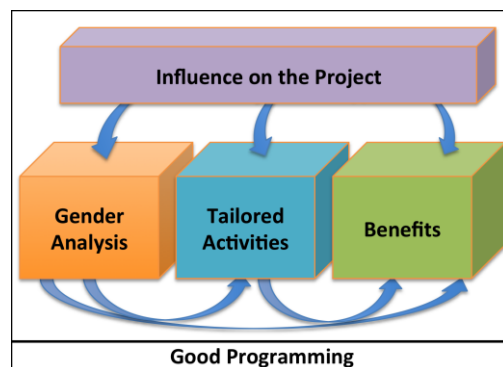 Influence on the Project
Gender
Analysis
Tailored
Activities
Benefits
Good Programming